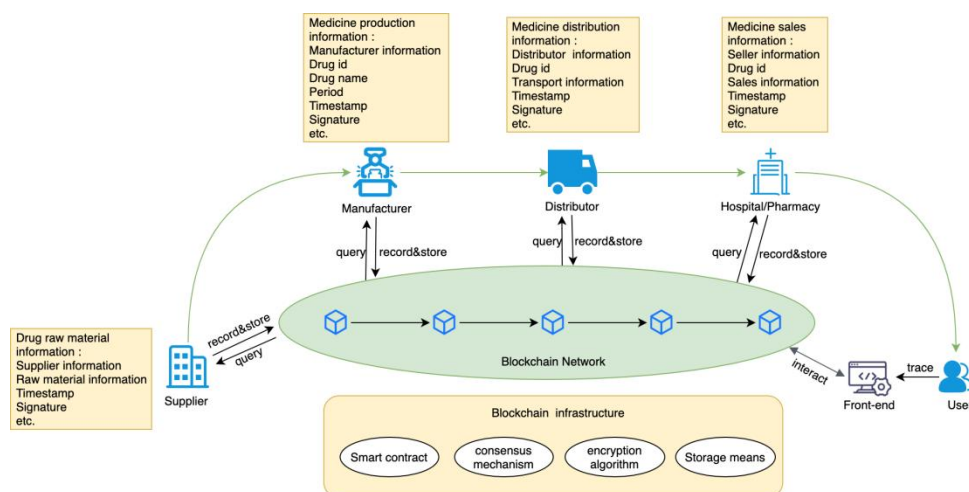 Medicine production
information :
Manufacturer information
Drug id
Drug name
Period
Timestamp
Signature
etc.
Medicine distribution
information :
Distributor information
Drug id
Transport information
Timestamp
Signature
etc.
Medicine sales
information :
Seller information
Drug id
Sales information
Timestamp
Signature
etc.
Manufacturer
Distributor
Hospital/Pharmacy
query
record&store
query
record&store
query
record&store
Drug raw material
information :
Supplier information
Raw material information
Timestamp
Signature
etc.
Supplier
record&store
query
Blockchain Network
interact
Front-end
trace
User
Blockchain infrastructure
Smart contract
consensus
mechanism
encryption
algorithm
Storage means